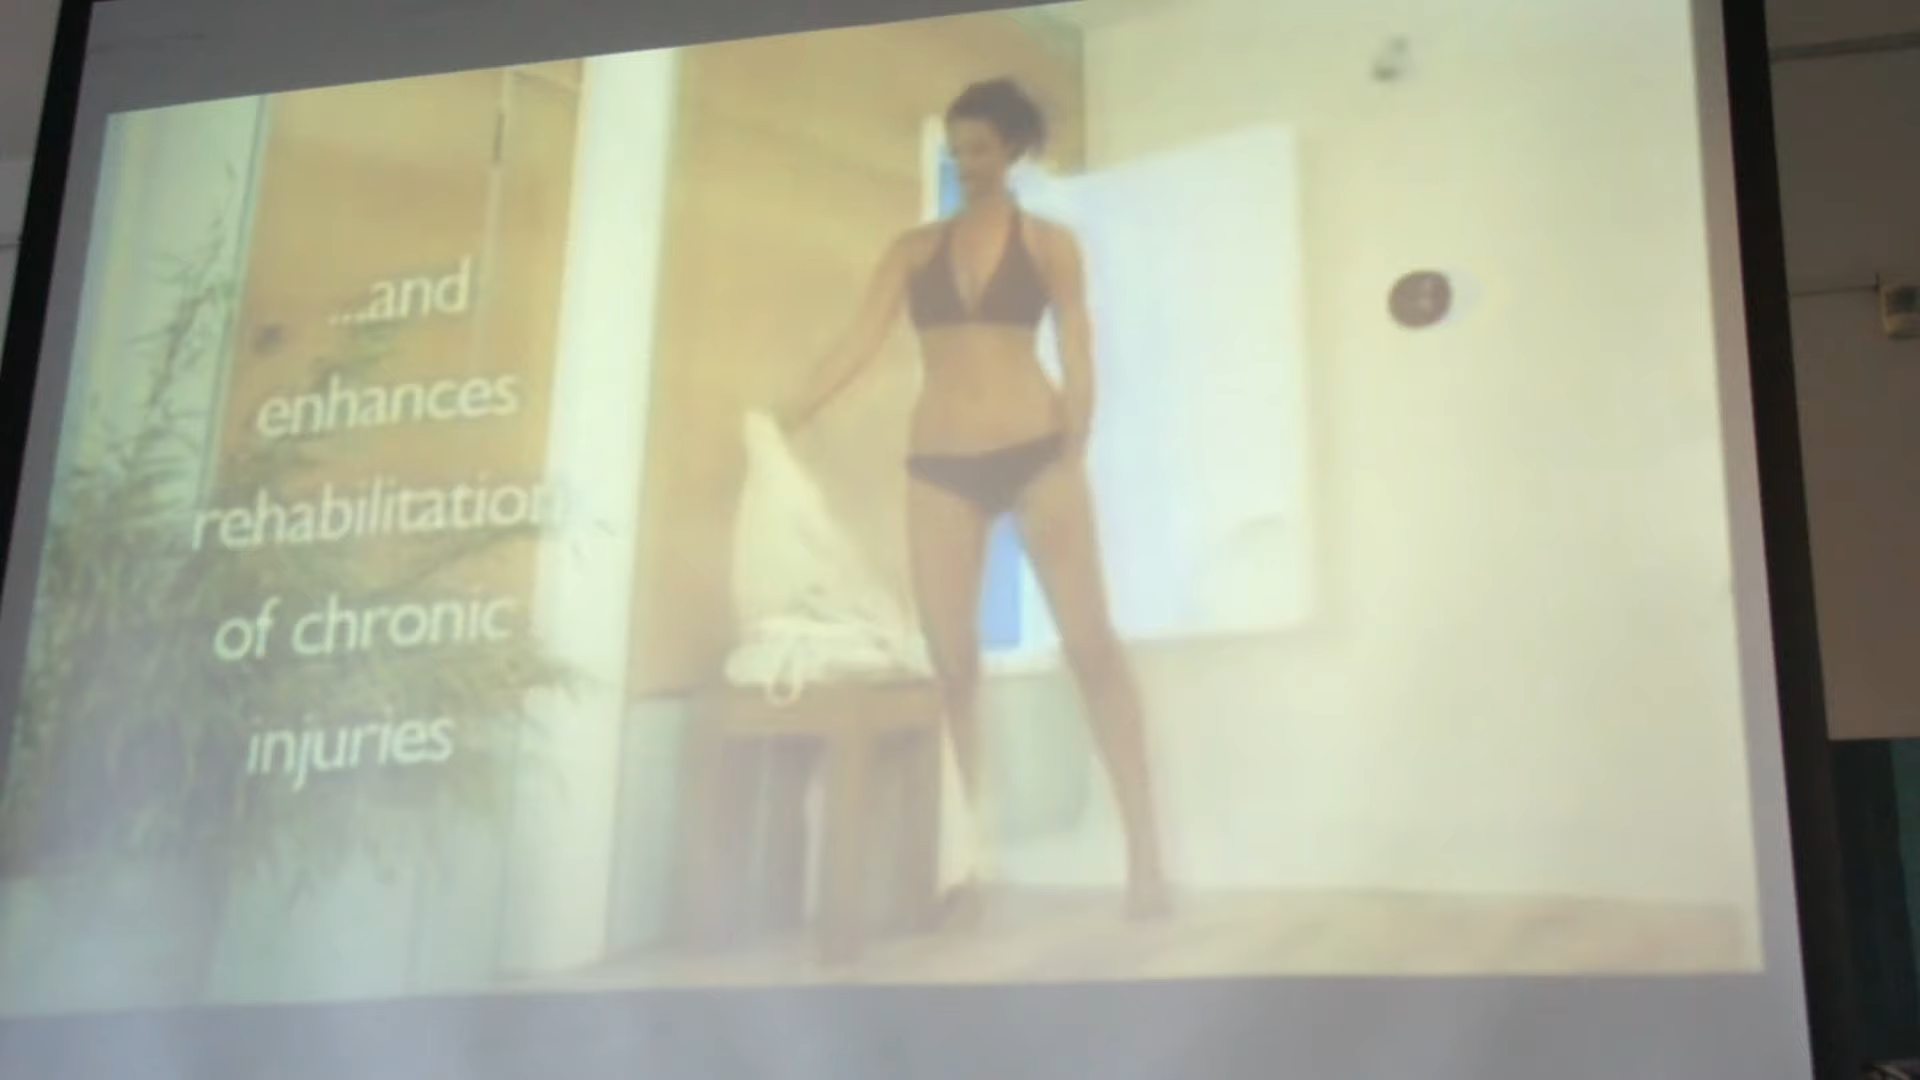 ...and
enhances
rehabilitation
of chronic
injuries